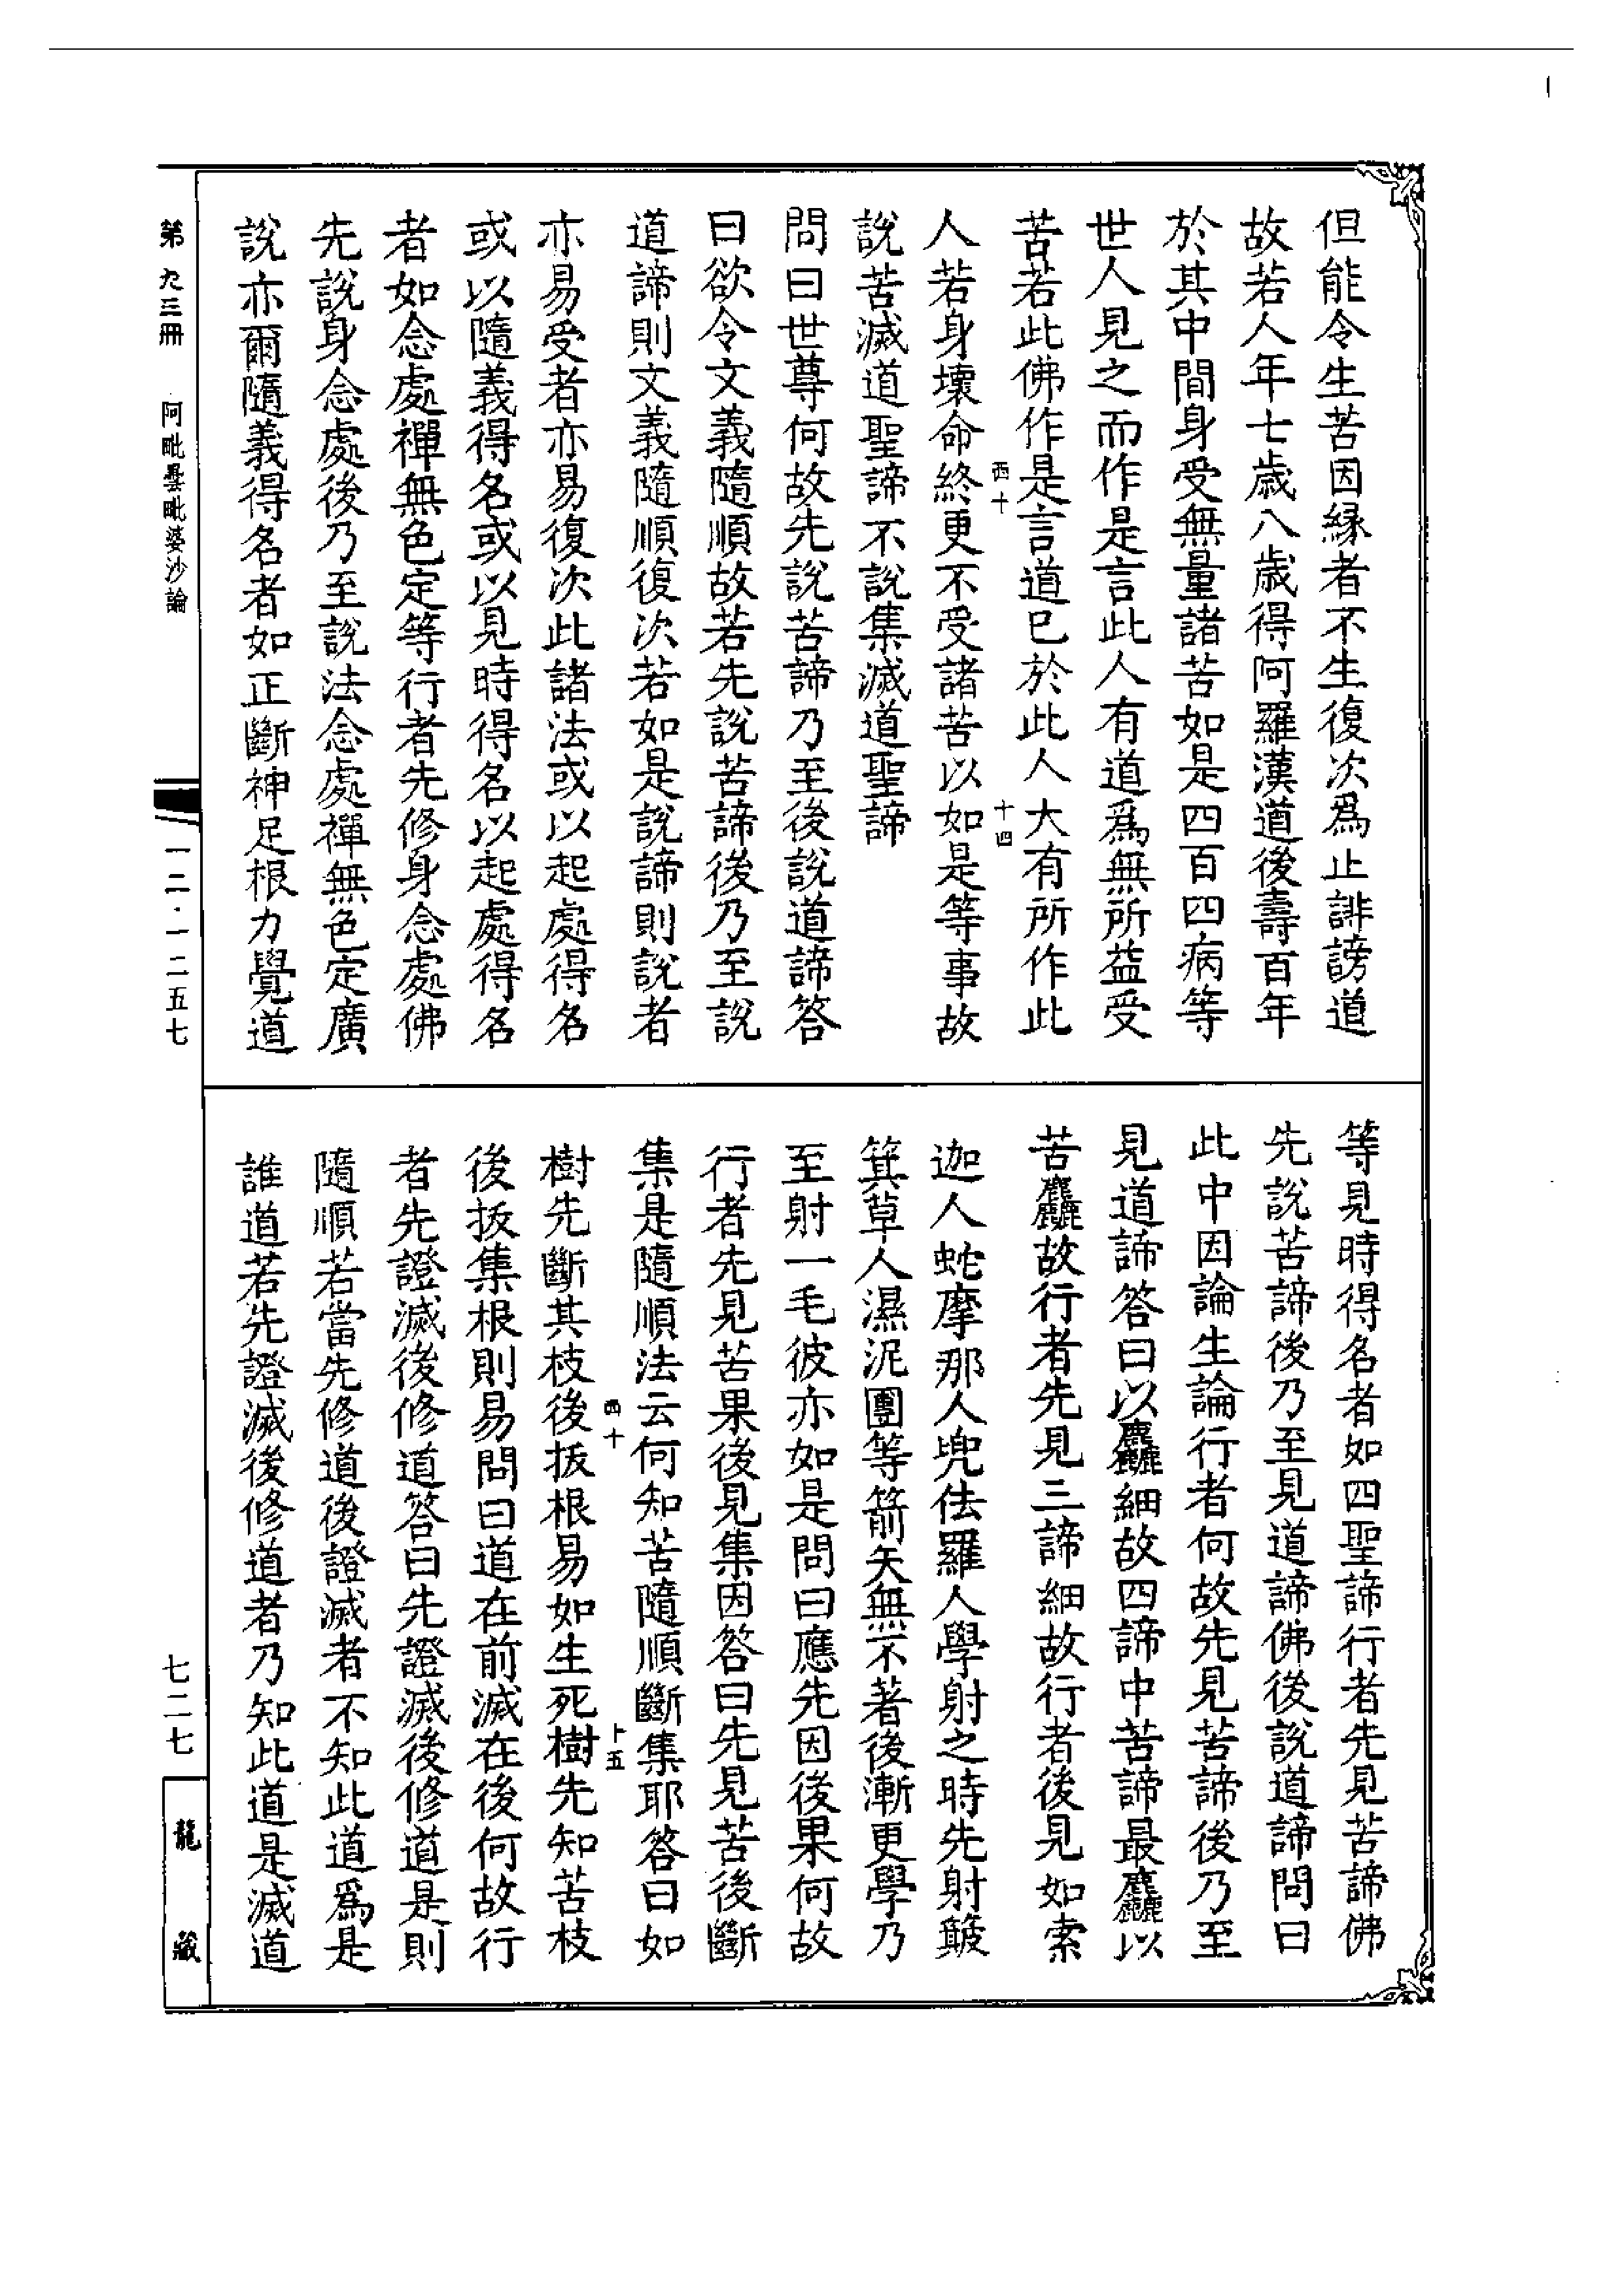 但能令生苦因緣者不生復次爲止誹謗道
故若人年七歲八歲得阿羅漢道後壽百年
於其中間身受無量諸苦如是四百四病等
世人見之而作是言此人有道爲無所益受
苦若此佛作是言道已於此人大有所作此
西十
十四
人若身壞命終更不受諸苦以如是等事故
說苦滅道聖諦不說集滅道聖諦
問曰世尊何故先說苦諦乃至後說道諦答
曰欲令文義隨順故若先說苦諦後乃至說
道諦則文義隨順復次若如是說諦則說者
亦易受者亦易復次此諸法或以起處得名
或以隨義得名或以見時得名以起處得名
者如念處禪無色定等行者先修身念處佛
先說身念處後乃至說法念處禪無色定廣
說亦爾隨義得名者如正斷神足根力覺道
等見時得名者如四聖諦行者先見苦諦佛
先說苦諦後乃至見道諦佛後說道諦問曰
此中因論生論行者何故先見苦諦後乃至
見道諦答曰以麤細故四諦中苦諦最麤以
苦麤故行者先見三諦細故行者後見如索
迦人蛇摩那人兜佉羅人學射之時先射簸
箕草人濕泥團等箭矢無不著後漸更學乃
至射一毛彼亦如是問曰應先因後果何故
行者先見苦果後見集因答曰先見苦後斷
集是隨順法云何知苦隨順斷集耶答曰如
西十
卜五
樹先斷其枝後拔根易如生死樹先知苦枝
後拔集根則易問曰道在前滅在後何故行
者先證滅後修道答曰先證滅後修道是則
隨順若當先修道後證滅者不知此道爲是
誰道若先證滅後修道者乃知此道是滅道
第九三冊
阿毗曇毗婆沙論
一二·一二五七
七二七
龍藏